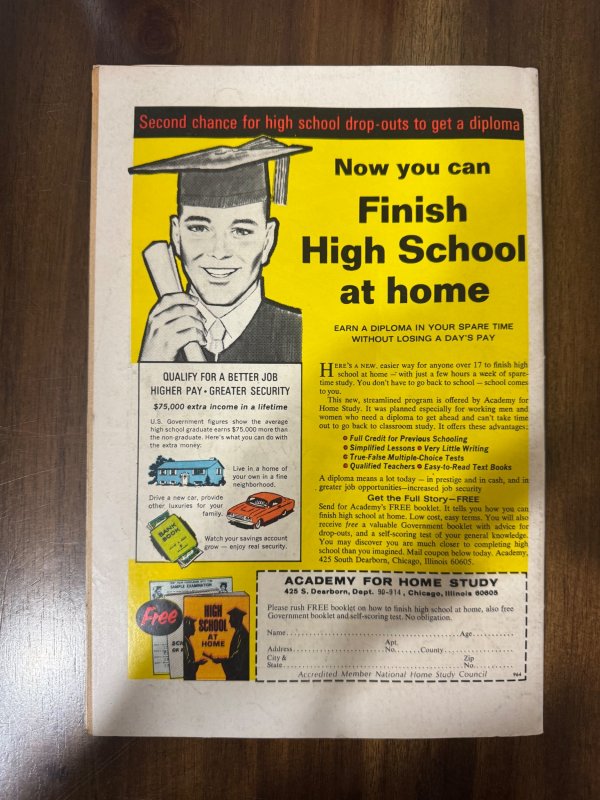 Second chance for high school drop-outs to get a diploma
Now you can
Finish
High School
at home
EARN A DIPLOMA IN YOUR SPARE TIME
WITHOUT LOSING A DAY'S PAY
QUALIFY FOR A BETTER JOB
HIGHER PAY • GREATER SECURITY
$75,000 extra income in a lifetime
U.S. Government figures show the average
high school graduate earns $75,000 more than
the non-graduate. Here's what you can do with
the extra money:
Live in a home of
your own in a fine
neighborhood.
Drive a new car, provide
other luxuries for your
family.
BANK
BOOK
Watch your savings account
grow — enjoy real security.
HERE'S A NEW, easier way for anyone over 17 to finish high
school at home — with just a few hours a week of spare-
time study. You don't have to go back to school — school comes
to you.
This new, streamlined program is offered by Academy for
Home Study. It was planned especially for working men and
women who need a diploma to get ahead and can't take time
out to go back to classroom study. It offers these advantages:
• Full Credit for Previous Schooling
• Simplified Lessons • Very Little Writing
• True-False Multiple-Choice Tests
• Qualified Teachers • Easy-to-Read Text Books
A diploma means a lot today — in prestige and in cash, and in
greater job opportunities—increased job security
Get the Full Story—FREE
Send for Academy's FREE booklet. It tells you how you can
finish high school at home. Low cost, easy terms. You will also
receive free a valuable Government booklet with advice for
drop-outs, and a self-scoring test of your general knowledge.
You may discover you are much closer to completing high
school than you imagined. Mail coupon below today. Academy,
425 South Dearborn, Chicago, Illinois 60605.
SAMPLE EXAMINATION
Free
HIGH
SCHOOL
AT
HOME
ACADEMY FOR HOME STUDY
425 S. Dearborn, Dept. 90-914, Chicago, Illinois 60605
Please rush FREE booklet on how to finish high school at home, also free
Government booklet and self-scoring test. No obligation.
Name Age
Address Apt. No. County
City & State Zip No.
Accredited Member National Home Study Council 964